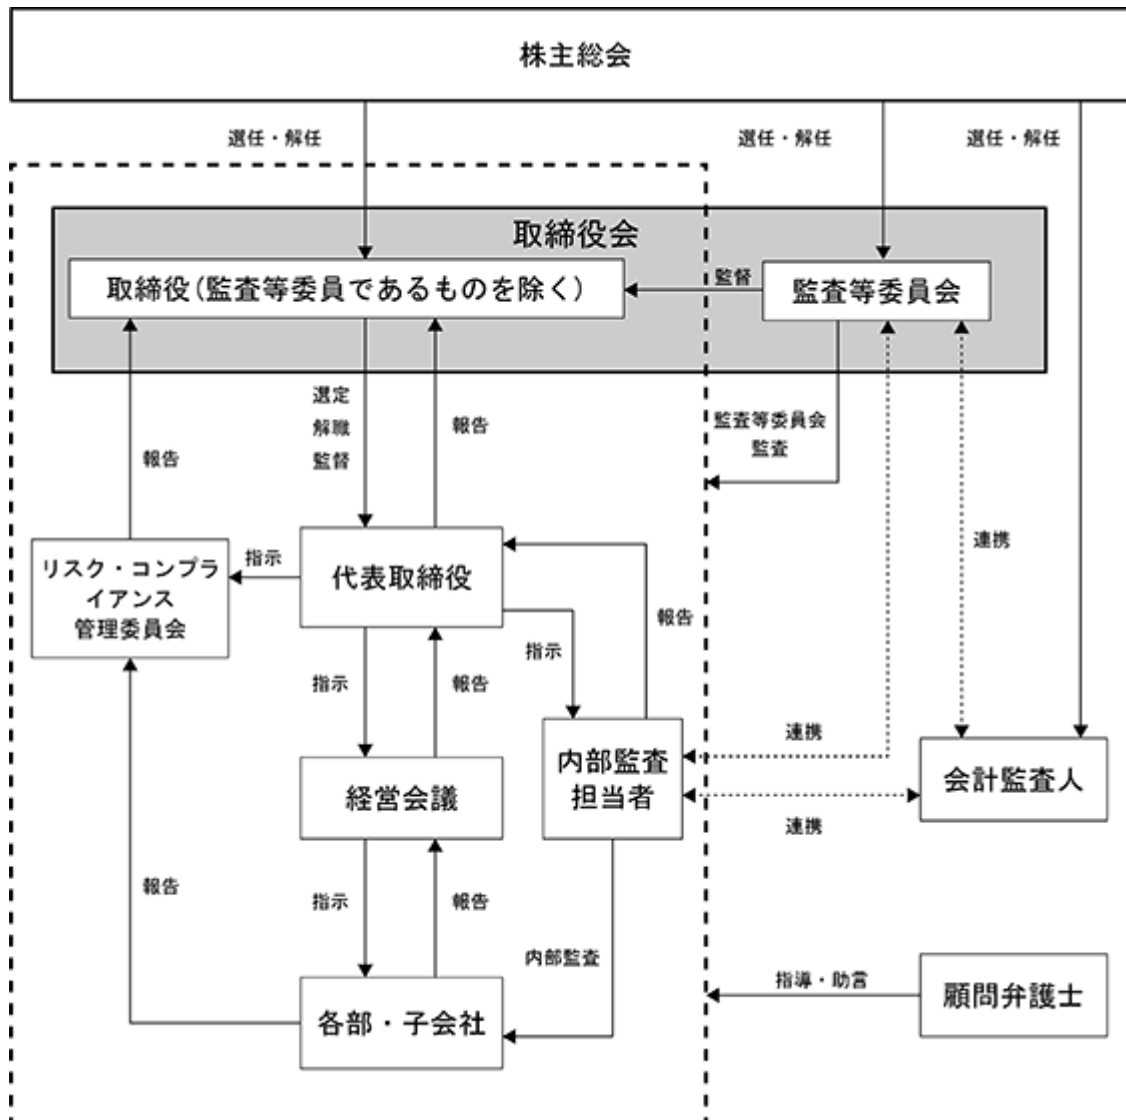 株主総会
選任・解任
選任・解任
選任・解任
取締役会
取締役(監査等委員であるものを除く)
監督
監査等委員会
選定
解職
監督
報告
報告
監査等委員会
監査
リスク・コンプラ
イアンス
管理委員会
指示
代表取締役
連携
報告
指示
指示
報告
内部監査
担当者
連携
会計監査人
経営会議
連携
報告
指示
報告
内部監査
各部・子会社
指導・助言
顧問弁護士